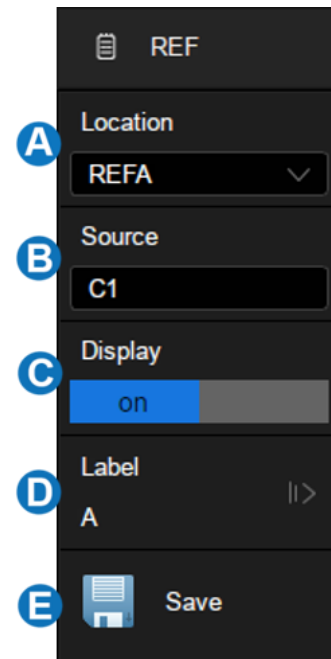 REF
A
Location
REFA
B
Source
C1
C
Display
on
D
Label
A
E
Save